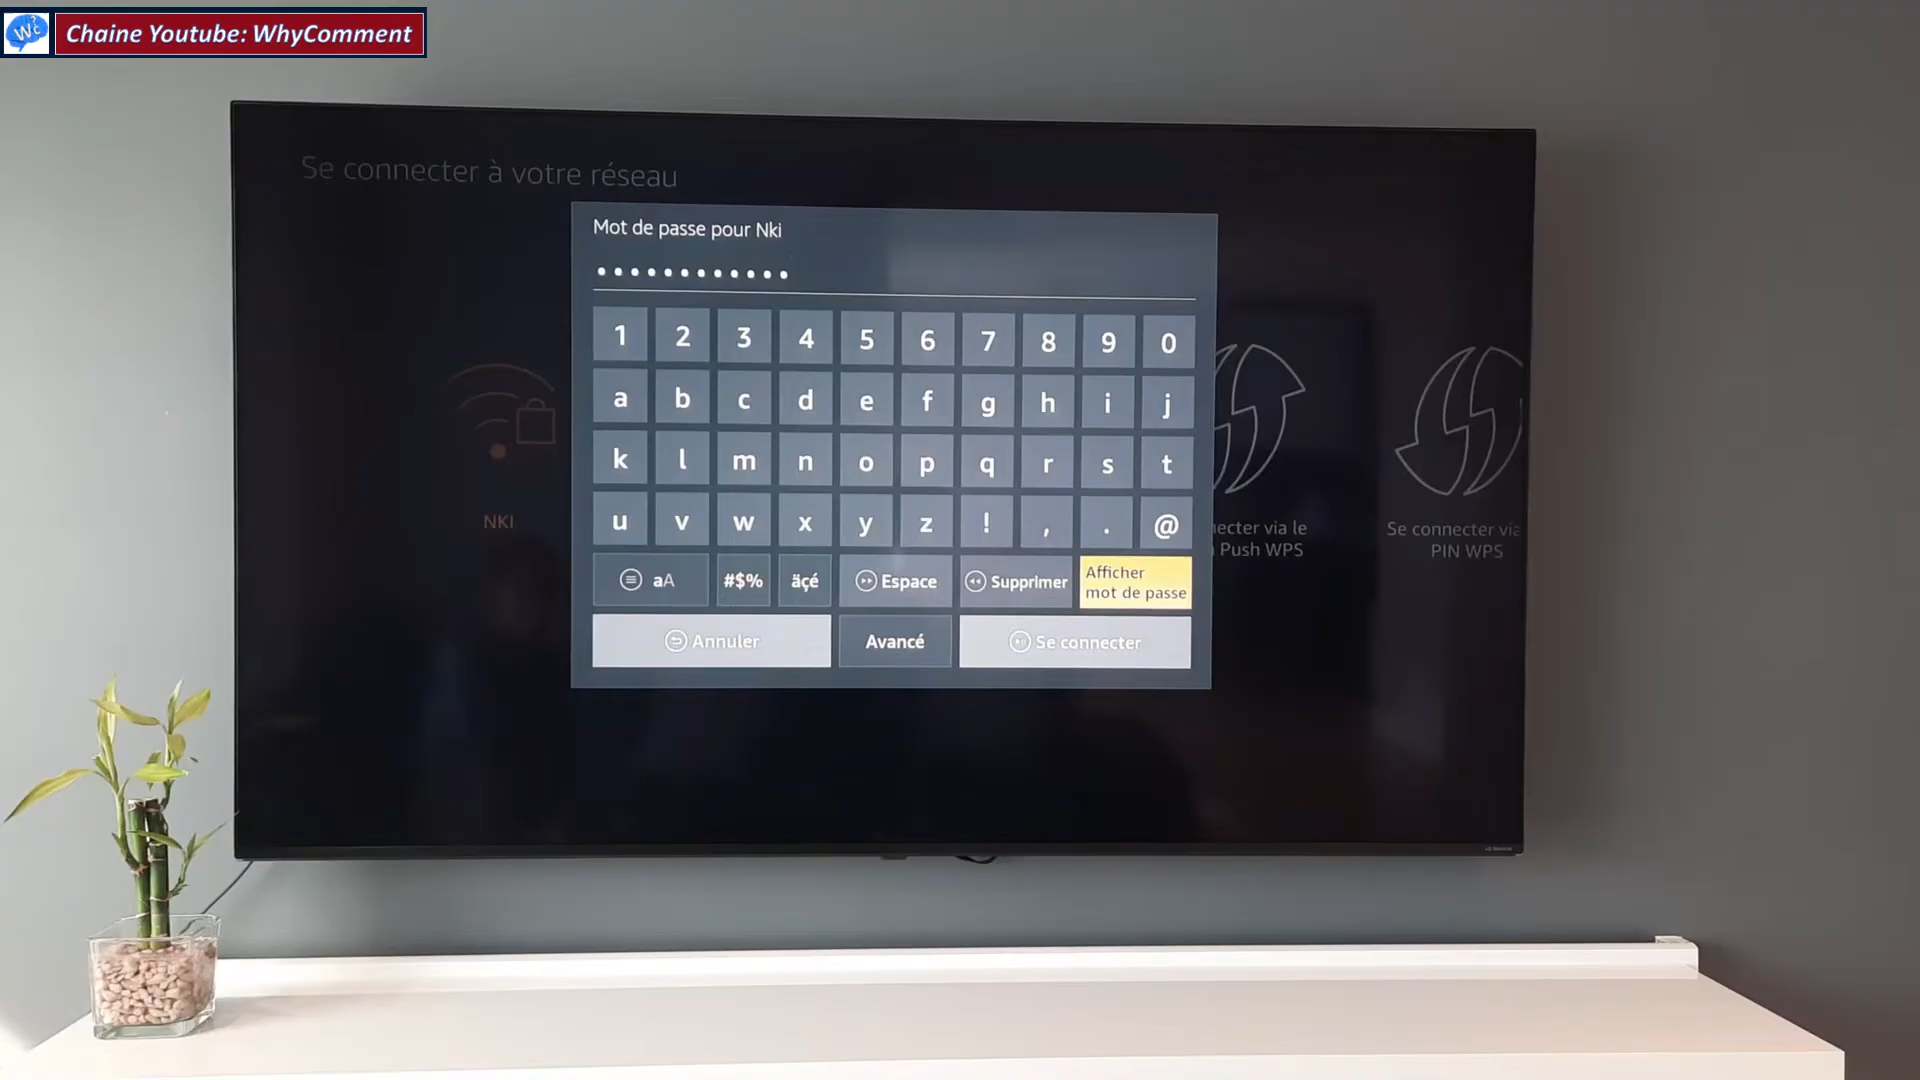 Chaine Youtube: WhyComment
Se connecter à votre réseau
Mot de passe pour Nki
1 2 3 4 5 6 7 8 9 0
a b c d e f g h i j
k l m n o p q r s t
u v w x y z ! , . @
aA #$% äçé Espace Supprimer Afficher
mot de passe
Annuler Avancé Se connecter
NKI
ecter via le
Push WPS
Se connecter via
PIN WPS